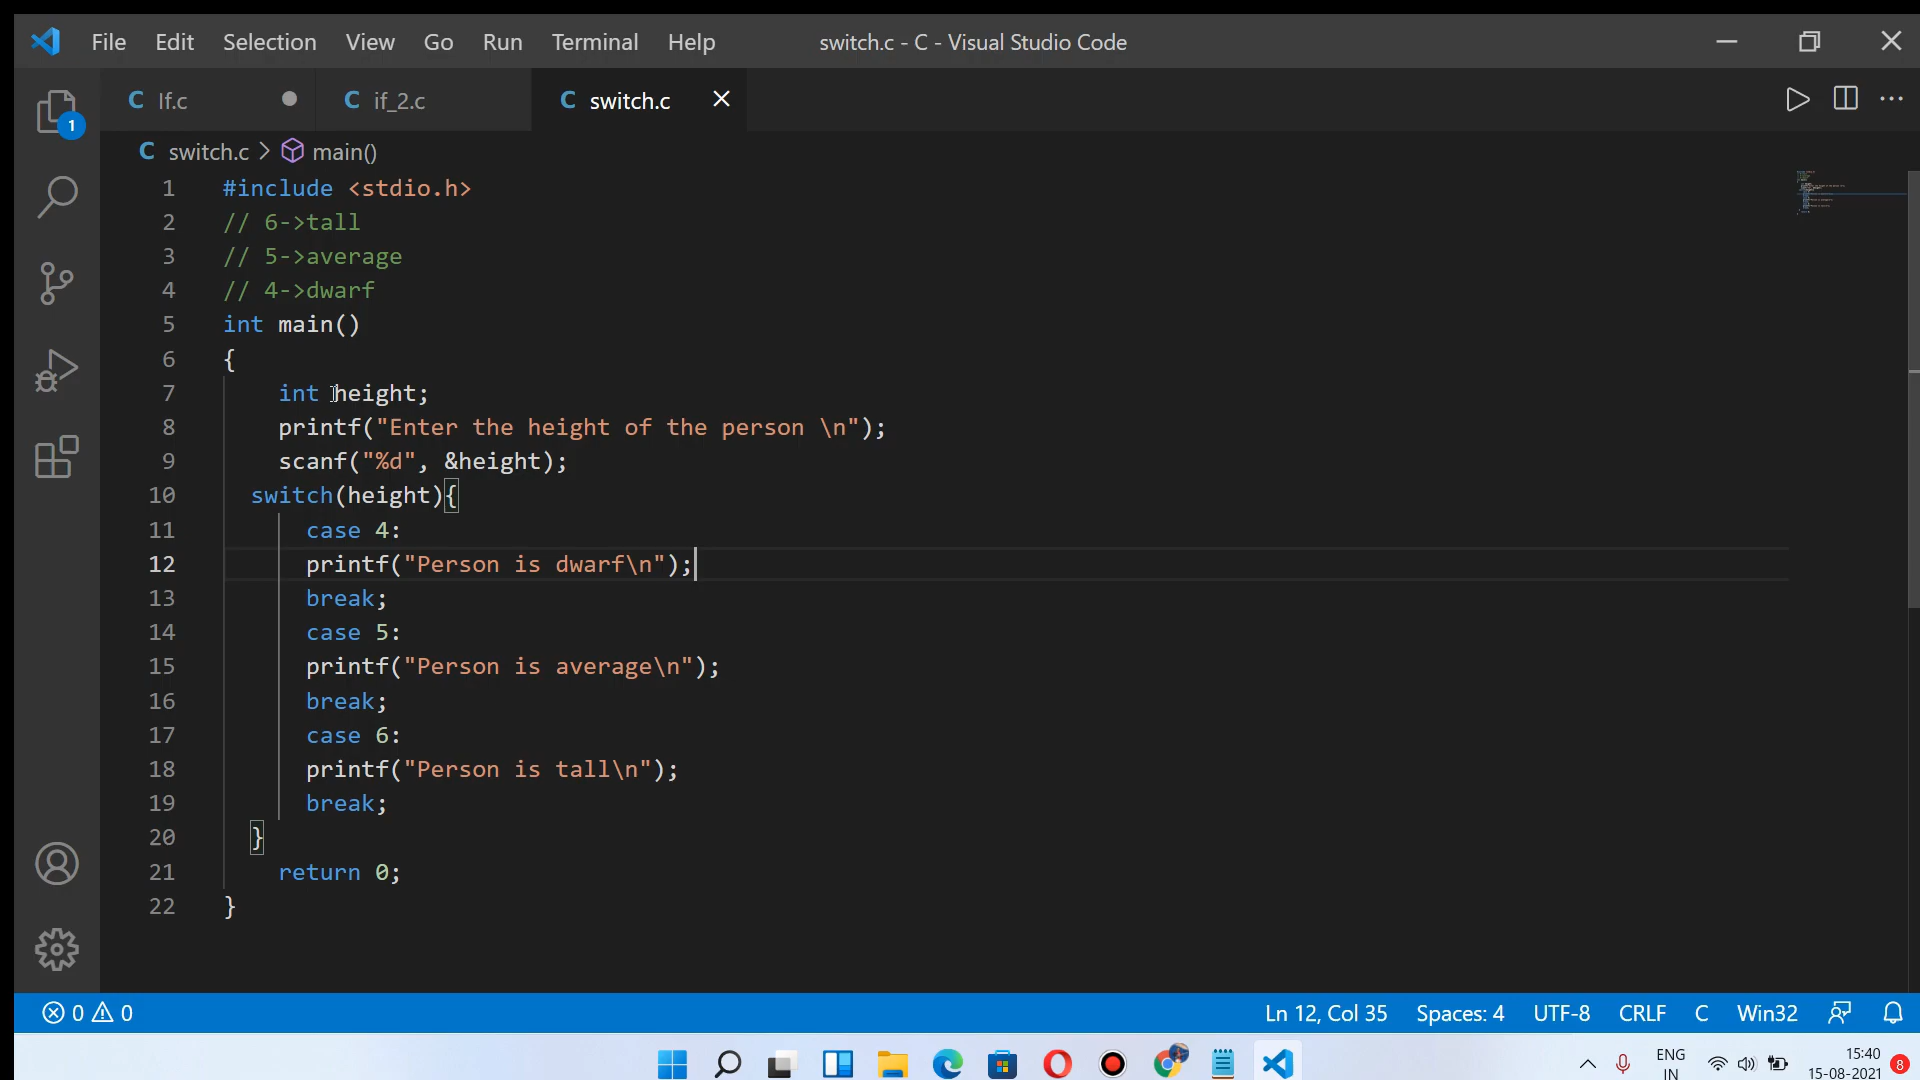 File Edit Selection View Go Run Terminal Help switch.c - C - Visual Studio Code
C If.c C if_2.c C switch.c
C switch.c > main()
1 #include <stdio.h>
2 // 6->tall
3 // 5->average
4 // 4->dwarf
5 int main()
6 {
7 int height;
8 printf("Enter the height of the person \n");
9 scanf("%d", &height);
10 switch(height){
11 case 4:
12 printf("Person is dwarf\n");
13 break;
14 case 5:
15 printf("Person is average\n");
16 break;
17 case 6:
18 printf("Person is tall\n");
19 break;
20 }
21 return 0;
22 }
1
0 0 Ln 12, Col 35 Spaces: 4 UTF-8 CRLF C Win32
ENG 15:40
IN 15-08-2021 8